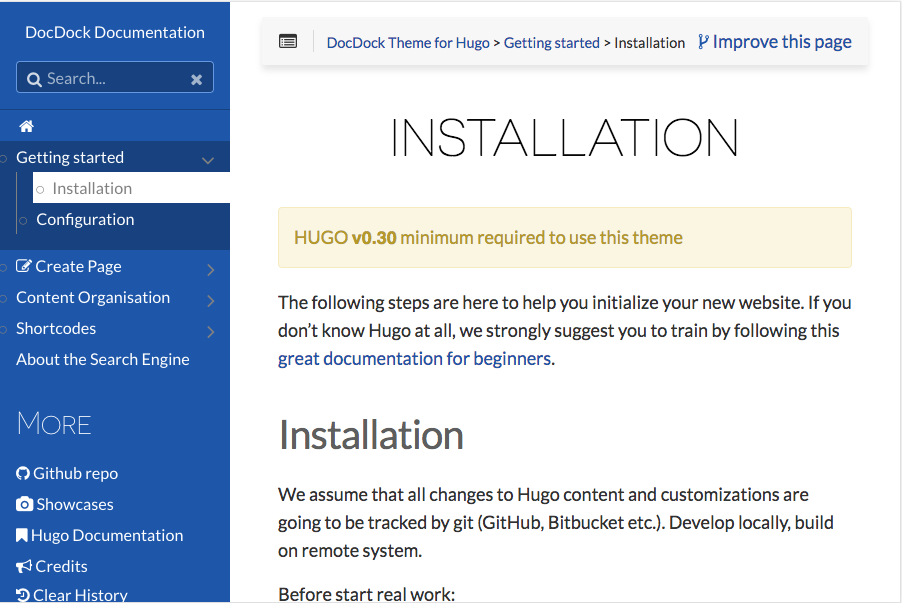 DocDock Documentation
Search...
Getting started
Installation
Configuration
Create Page
Content Organisation
Shortcodes
About the Search Engine
More
Github repo
Showcases
Hugo Documentation
Credits
Clear History
DocDock Theme for Hugo > Getting started > Installation
Improve this page
INSTALLATION
HUGO v0.30 minimum required to use this theme
The following steps are here to help you initialize your new website. If you
don’t know Hugo at all, we strongly suggest you to train by following this
great documentation for beginners.
Installation
We assume that all changes to Hugo content and customizations are
going to be tracked by git (GitHub, Bitbucket etc.). Develop locally, build
on remote system.
Before start real work: